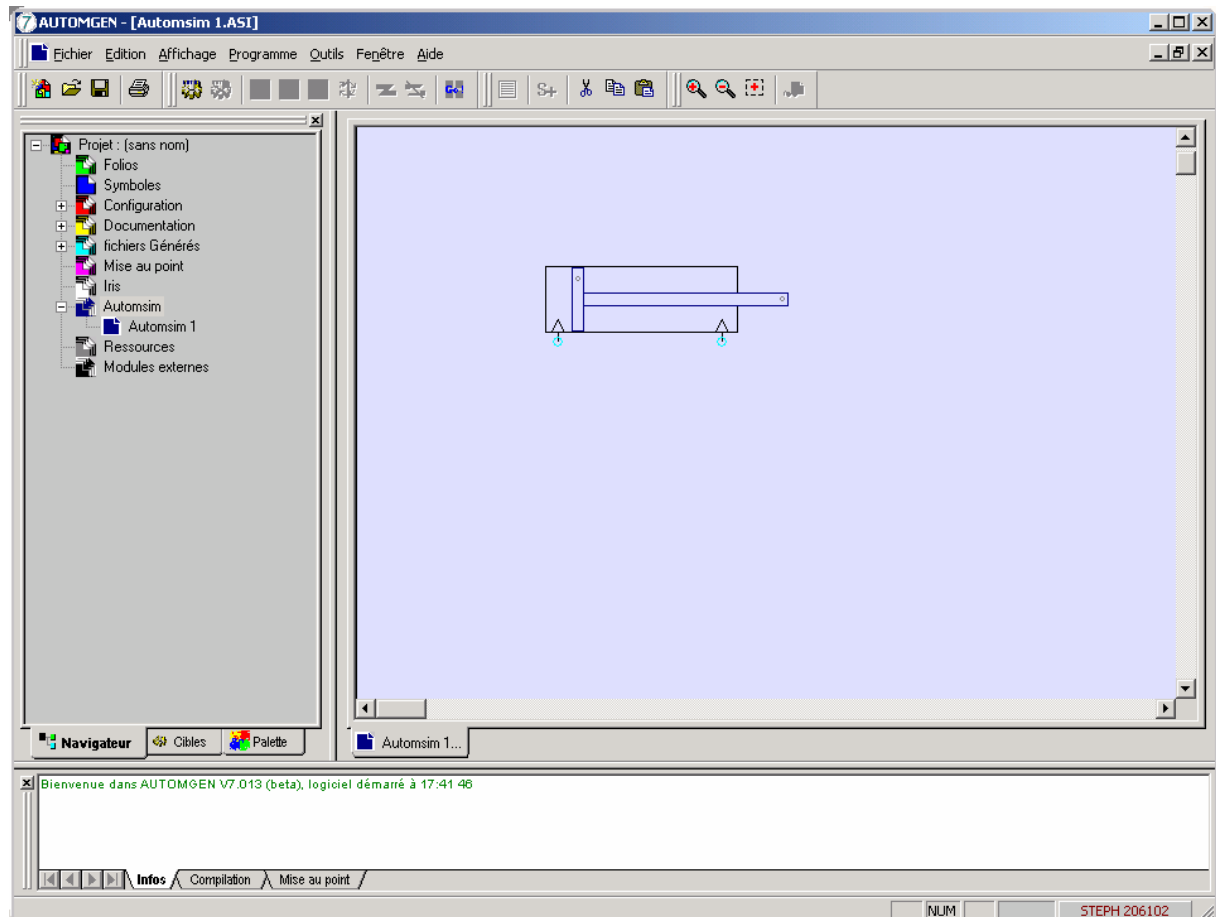 AUTOMGEN - [Automsim 1.ASI]
Fichier Edition Affichage Programme Outils Fenêtre Aide
S+
Go!
Projet : (sans nom)
Folios
Symboles
Configuration
Documentation
fichiers Générés
Mise au point
Iris
Automsim
Automsim 1
Ressources
Modules externes
Navigateur Cibles Palette
Automsim 1...
Bienvenue dans AUTOMGEN V7.013 (beta), logiciel démarré à 17:41 46
Infos Compilation Mise au point
NUM STEPH 206102